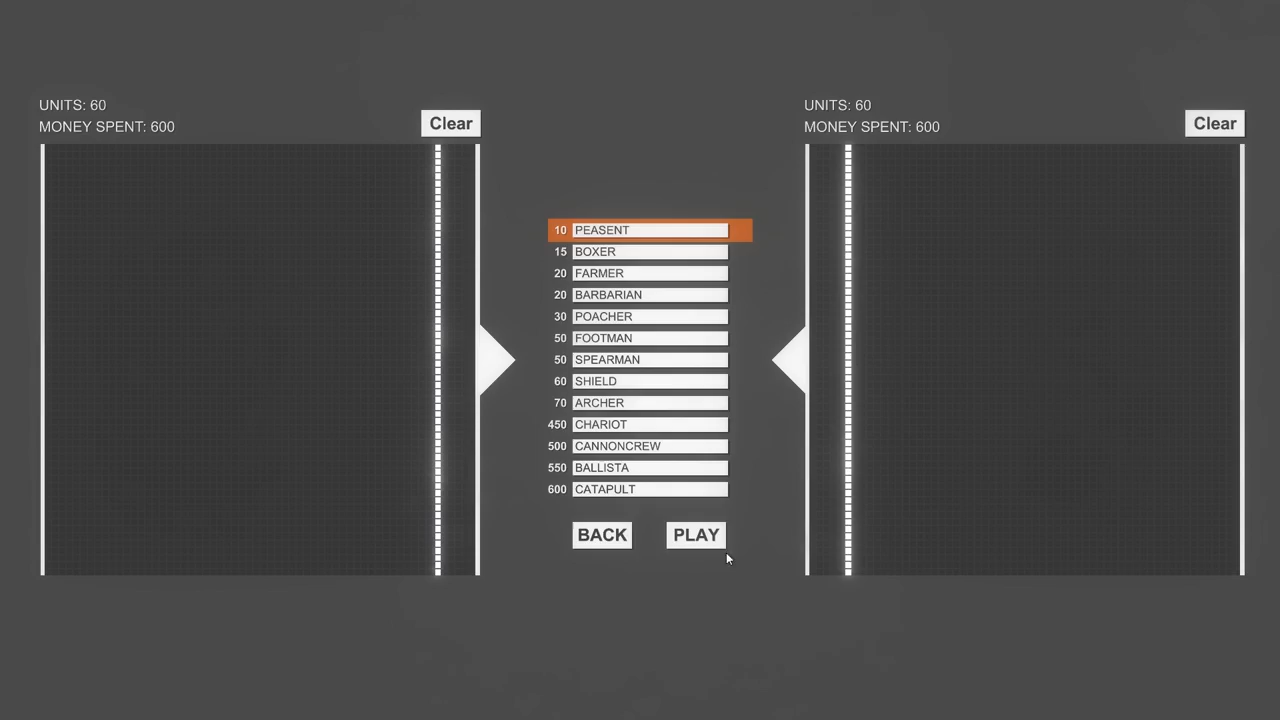 UNITS: 60
MONEY SPENT: 600
Clear
UNITS: 60
MONEY SPENT: 600
Clear
10 PEASENT
15 BOXER
20 FARMER
20 BARBARIAN
30 POACHER
50 FOOTMAN
50 SPEARMAN
60 SHIELD
70 ARCHER
450 CHARIOT
500 CANNONCREW
550 BALLISTA
600 CATAPULT
BACK PLAY